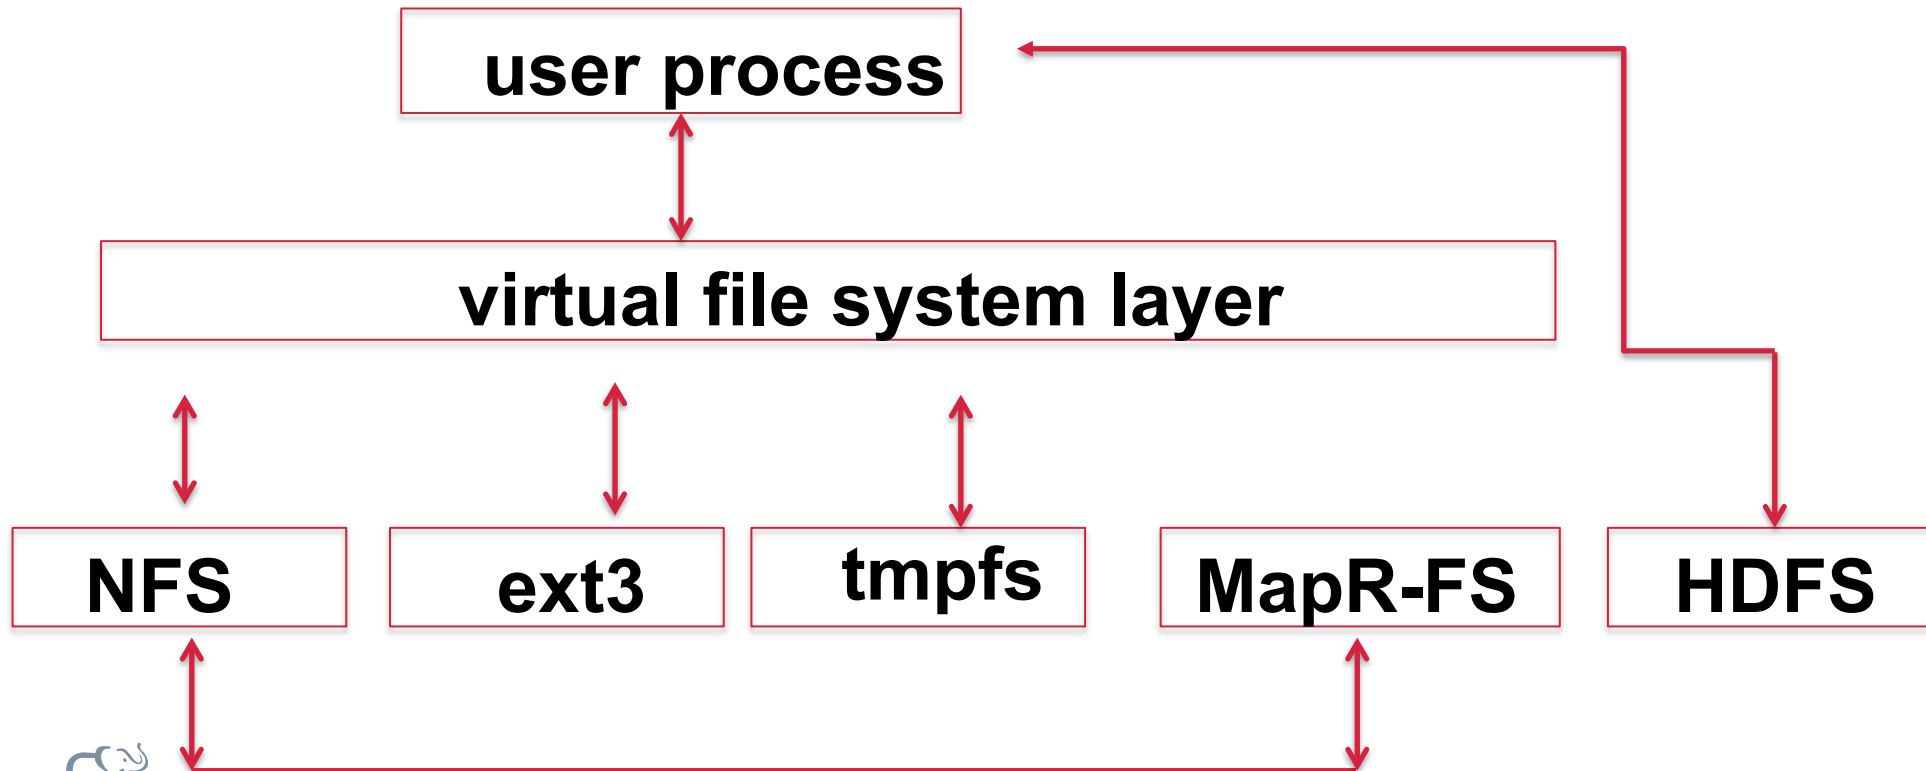 user process
virtual file system layer
NFS
ext3
tmpfs
MapR-FS
HDFS